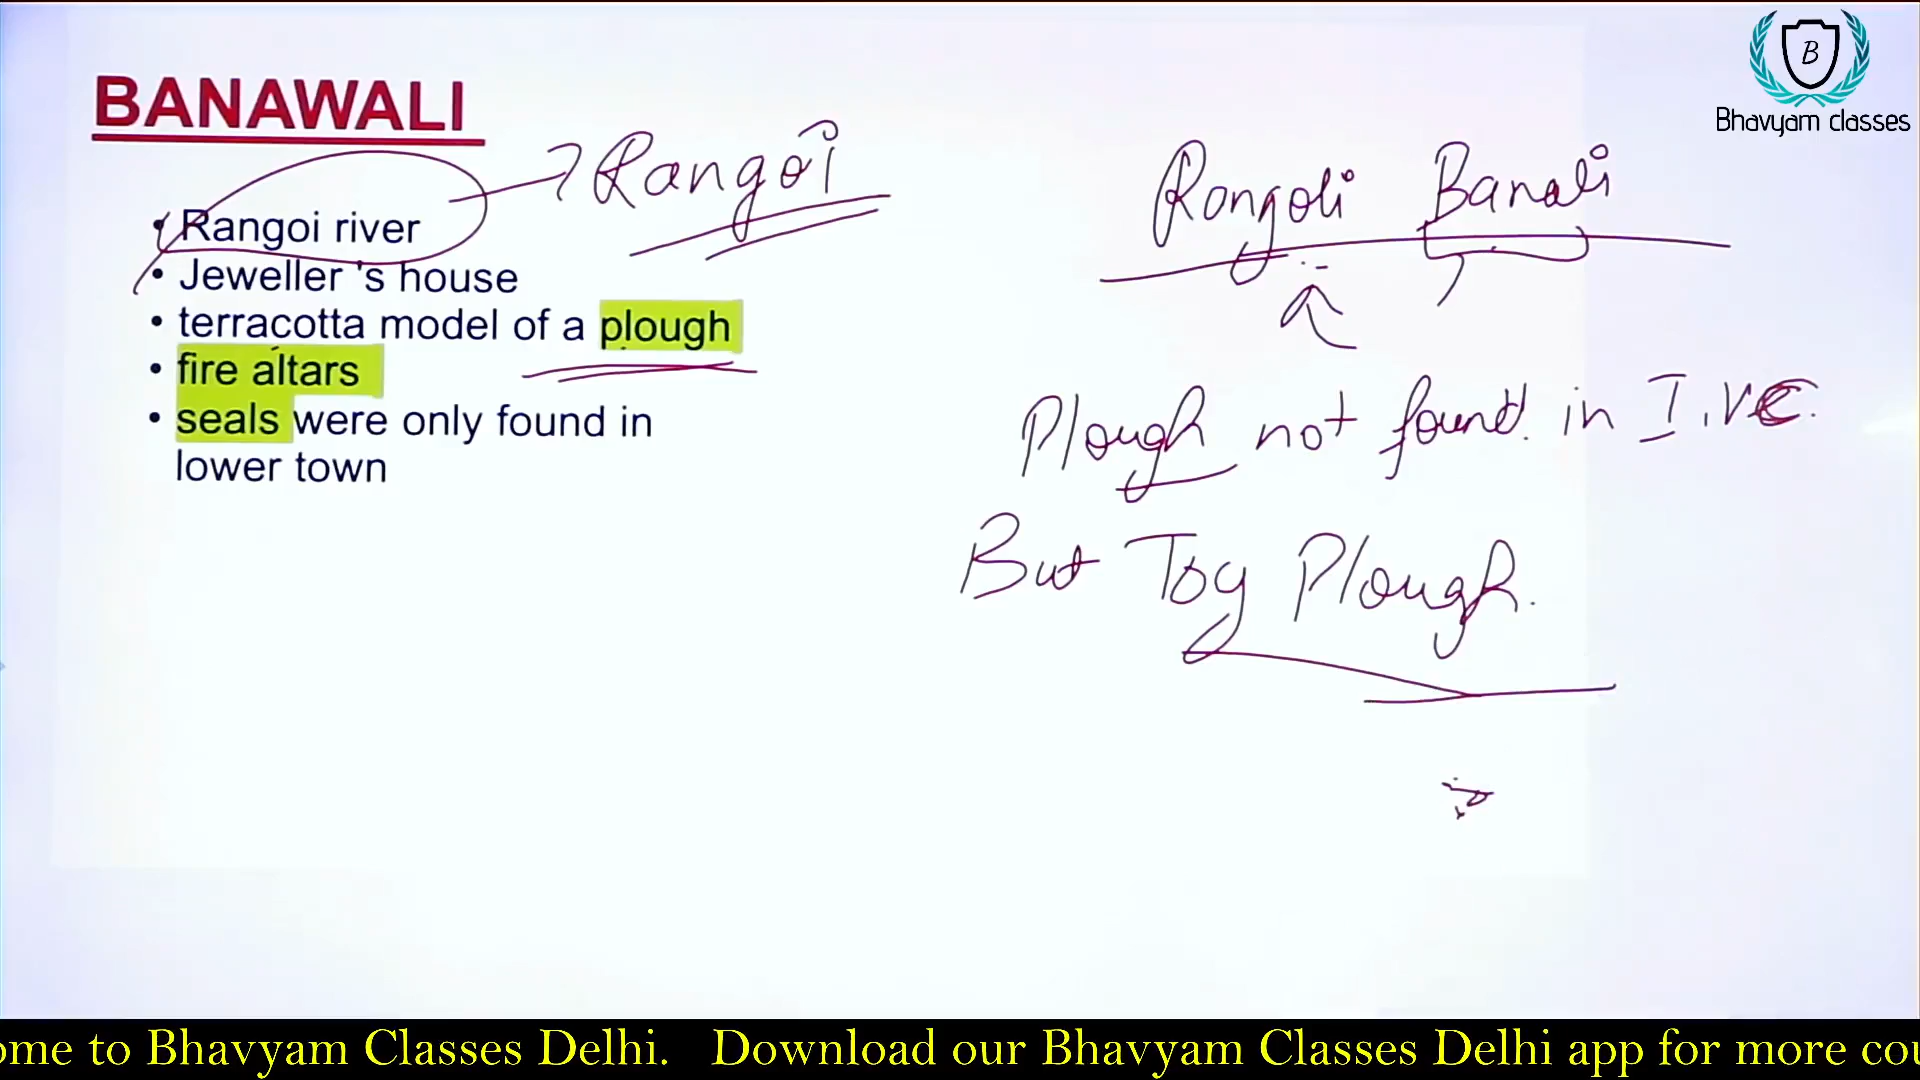 BANAWALI
• Rangoi river
• Jeweller 's house
• terracotta model of a plough
• fire altars
• seals were only found in
lower town
Rangoi
Rongoli Banali
Plough not found. in I.VC.
But Toy Plough.
B
Bhavyam classes
ome to Bhavyam Classes Delhi. Download our Bhavyam Classes Delhi app for more cou